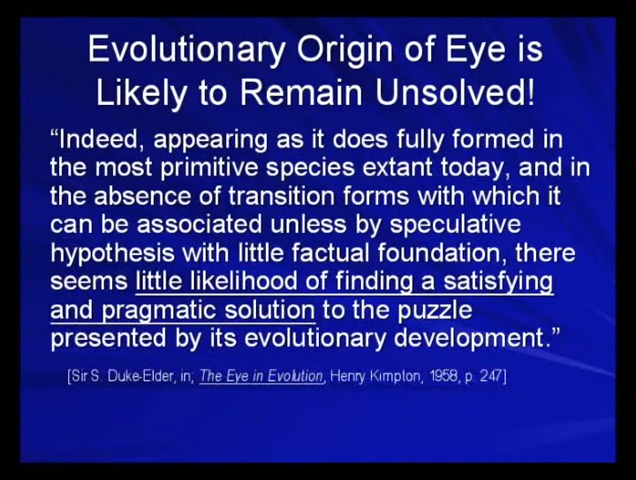 Evolutionary Origin of Eye is
Likely to Remain Unsolved!
“Indeed, appearing as it does fully formed in
the most primitive species extant today, and in
the absence of transition forms with which it
can be associated unless by speculative
hypothesis with little factual foundation, there
seems little likelihood of finding a satisfying
and pragmatic solution to the puzzle
presented by its evolutionary development.”
[Sir S. Duke-Elder, in; The Eye in Evolution, Henry Kimpton, 1958, p. 247]